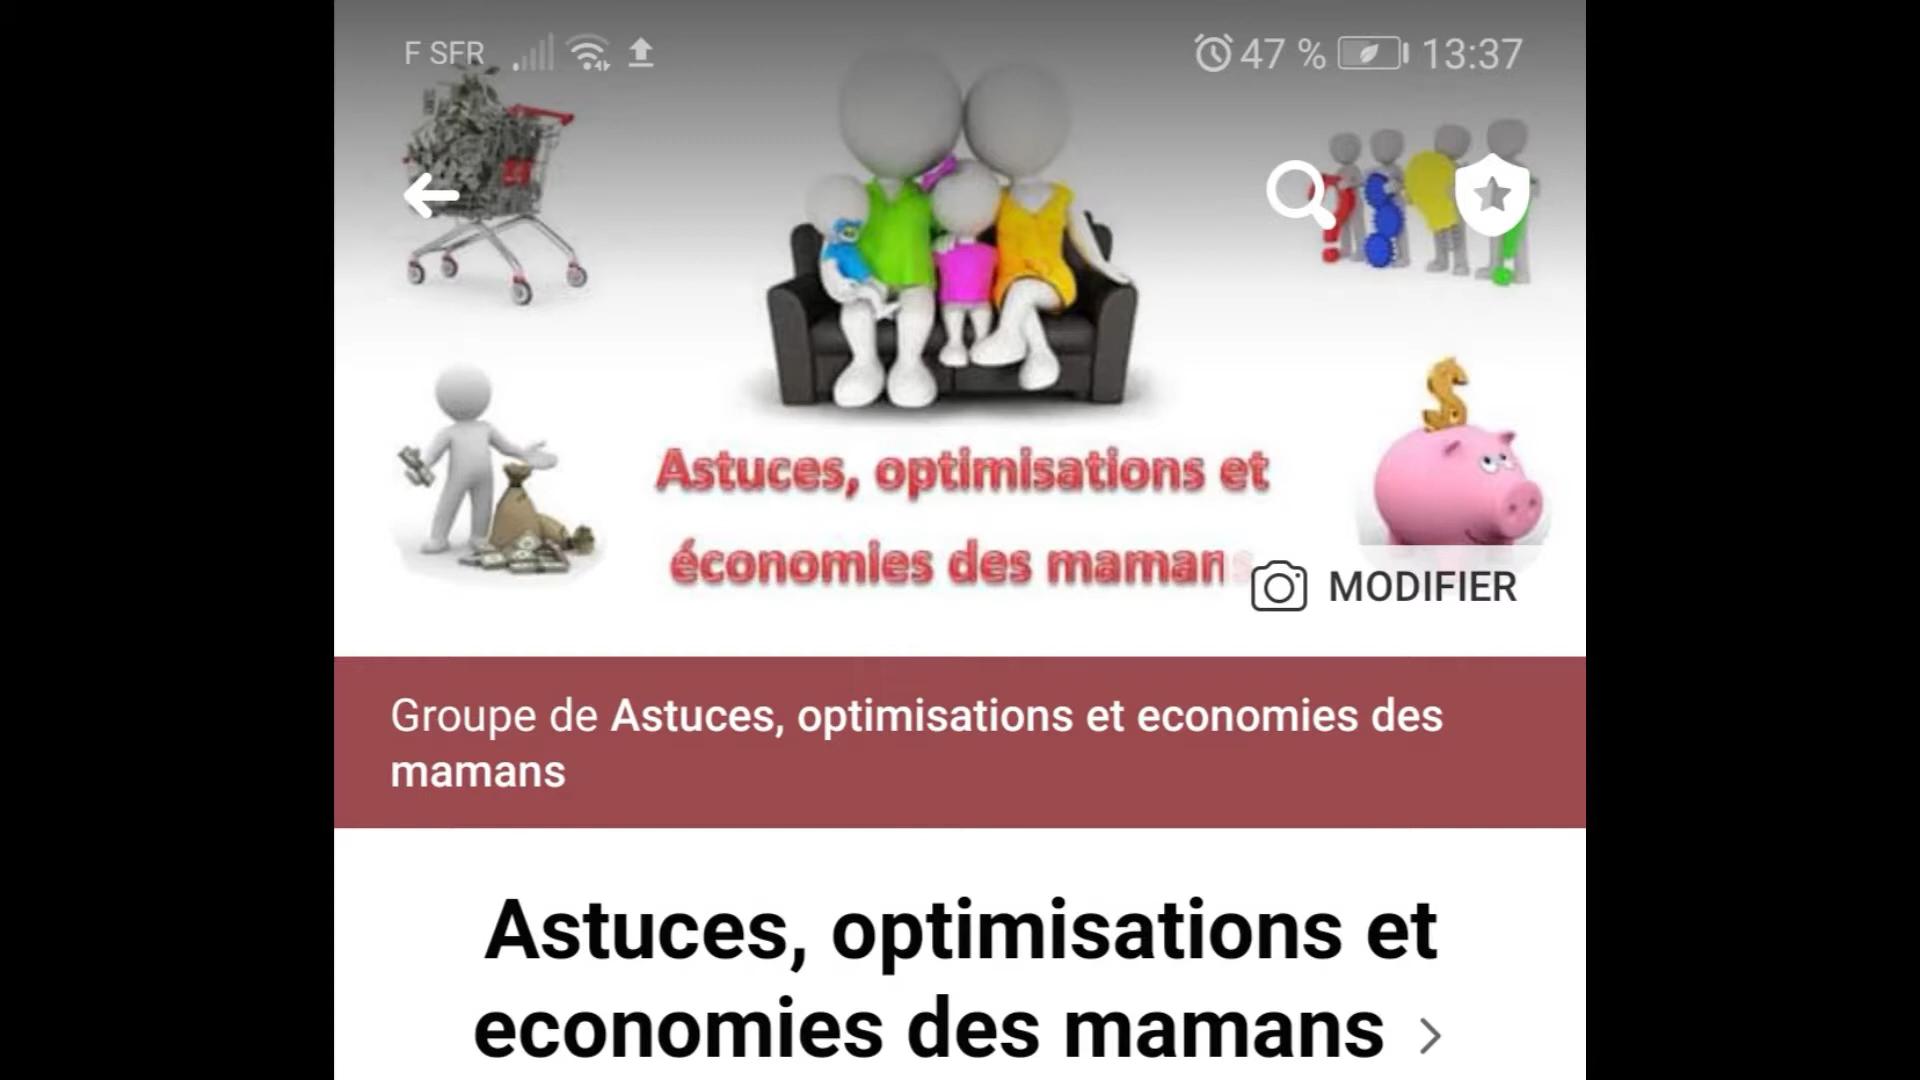 F SFR 47 % 13:37
Astuces, optimisations et
économies des mamans
MODIFIER
Groupe de Astuces, optimisations et economies des
mamans
Astuces, optimisations et
economies des mamans